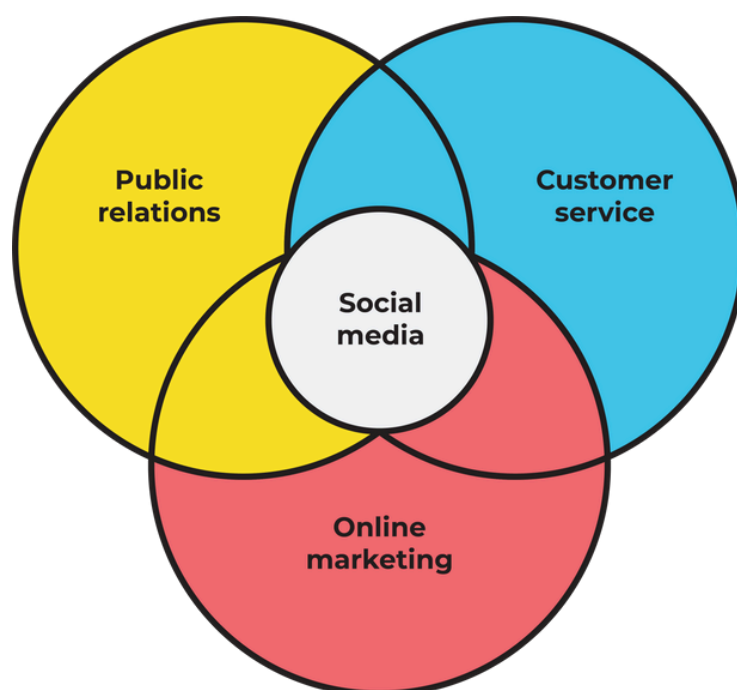 Public
relations
Customer
service
Social
media
Online
marketing